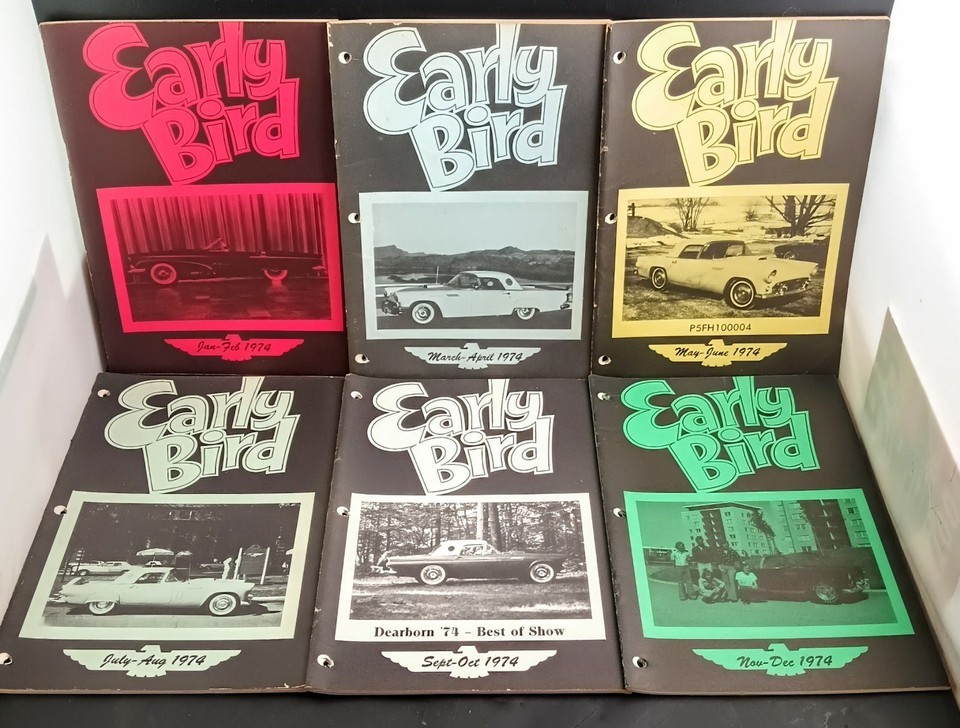 Early
Bird
Jan-Feb 1974
Early
Bird
March-April 1974
Early
Bird
P5FH100004
May-June 1974
Early
Bird
July-Aug 1974
Early
Bird
Dearborn '74 - Best of Show
Sept-Oct 1974
Early
Bird
Nov-Dec 1974